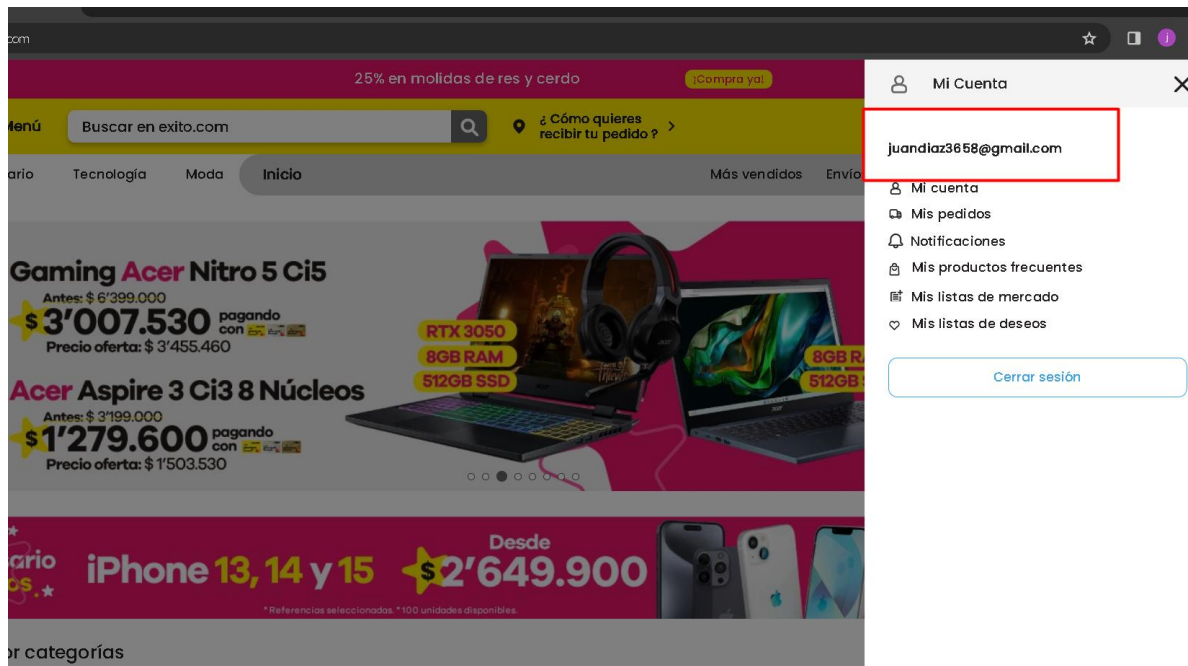 .com
25% en molidas de res y cerdo
¡Compra ya!
Mi Cuenta
Menú
Buscar en exito.com
¿ Cómo quieres
recibir tu pedido ?
juandiaz3658@gmail.com
ario
Tecnología
Moda
Inicio
Más vendidos
Envío
Mi cuenta
Mis pedidos
Notificaciones
Mis productos frecuentes
Mis listas de mercado
Mis listas de deseos
Cerrar sesión
Gaming Acer Nitro 5 Ci5
Antes: $ 6'399.000
$3'007.530 pagando con
Precio oferta: $ 3'455.460
Acer Aspire 3 Ci3 8 Núcleos
Antes: $ 3'199.000
$1'279.600 pagando con
Precio oferta: $ 1'503.530
RTX 3050
8GB RAM
512GB SSD
8GB R
512GB
ario
os.
iPhone 13, 14 y 15
Desde
$2'649.900
*Referencias seleccionadas. *100 unidades disponibles.
or categorías